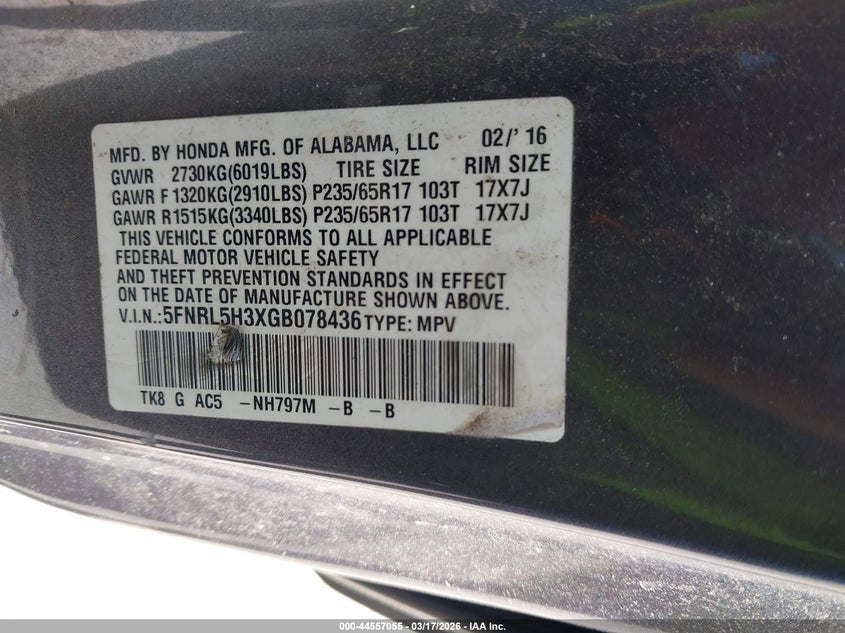 MFD. BY HONDA MFG. OF ALABAMA, LLC 02/' 16
GVWR 2730KG(6019LBS) TIRE SIZE RIM SIZE
GAWR F 1320KG(2910LBS) P235/65R17 103T 17X7J
GAWR R1515KG(3340LBS) P235/65R17 103T 17X7J
THIS VEHICLE CONFORMS TO ALL APPLICABLE
FEDERAL MOTOR VEHICLE SAFETY
AND THEFT PREVENTION STANDARDS IN EFFECT
ON THE DATE OF MANUFACTURE SHOWN ABOVE.
V.I.N.:5FNRL5H3XGB078436 TYPE: MPV
TK8 G AC5 -NH797M -B -B
000-44557055 - 03/17/2026 - IAA Inc.